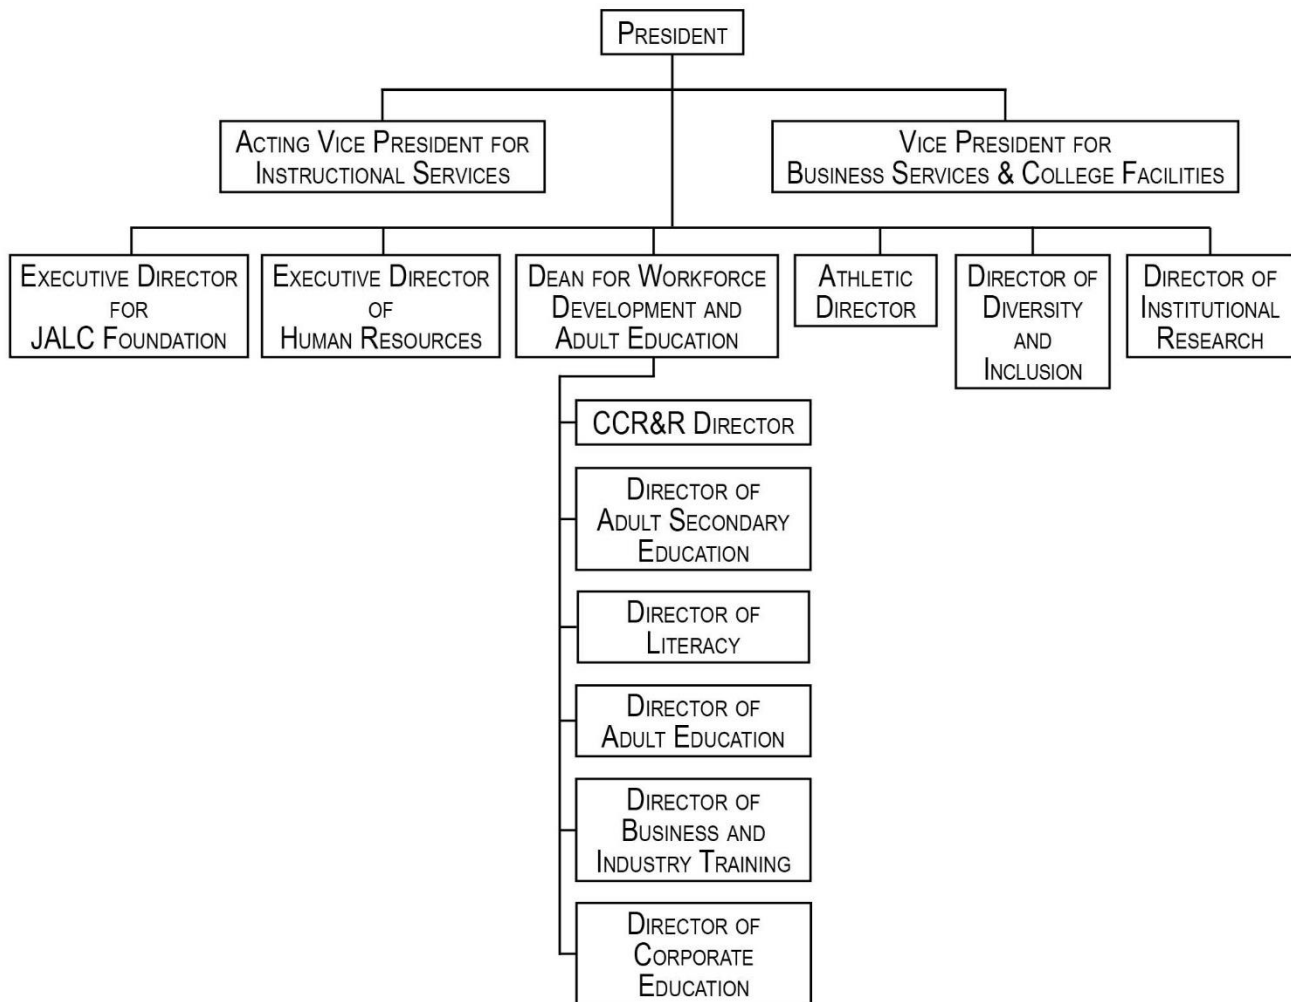 PRESIDENT
ACTING VICE PRESIDENT FOR
INSTRUCTIONAL SERVICES
VICE PRESIDENT FOR
BUSINESS SERVICES & COLLEGE FACILITIES
EXECUTIVE DIRECTOR
FOR
JALC FOUNDATION
EXECUTIVE DIRECTOR
OF
HUMAN RESOURCES
DEAN FOR WORKFORCE
DEVELOPMENT AND
ADULT EDUCATION
ATHLETIC
DIRECTOR
DIRECTOR OF
DIVERSITY
AND
INCLUSION
DIRECTOR OF
INSTITUTIONAL
RESEARCH
CCR&R DIRECTOR
DIRECTOR OF
ADULT SECONDARY
EDUCATION
DIRECTOR OF
LITERACY
DIRECTOR OF
ADULT EDUCATION
DIRECTOR OF
BUSINESS AND
INDUSTRY TRAINING
DIRECTOR OF
CORPORATE
EDUCATION